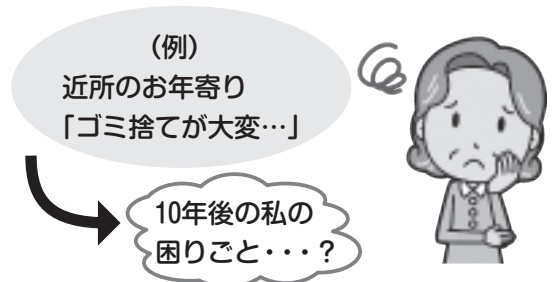 （例）
近所のお年寄り
「ゴミ捨てが大変…」
10年後の私の
困りごと・・・？